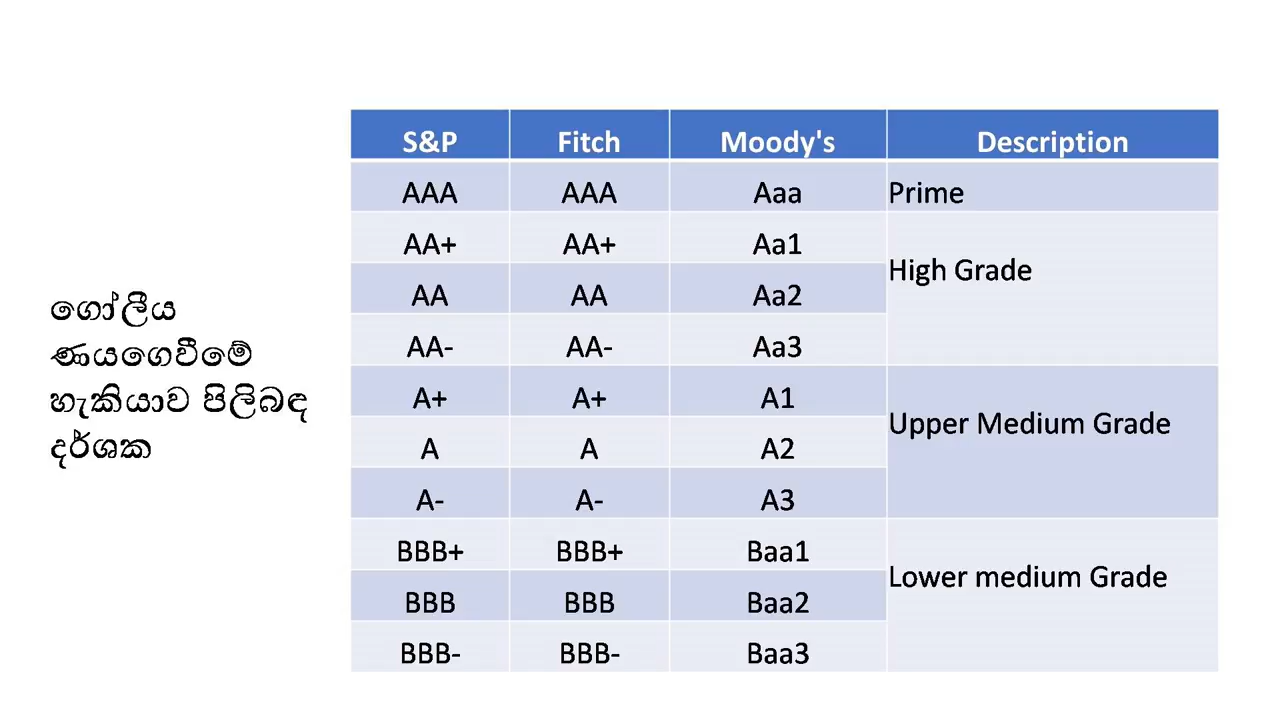 ගෝලීය
ණයගෙවීමේ
හැකියාව පිලිබඳ
දර්ශක
S&P Fitch Moody's Description
AAA AAA Aaa Prime
AA+ AA+ Aa1 High Grade
AA AA Aa2
AA- AA- Aa3
A+ A+ A1 Upper Medium Grade
A A A2
A- A- A3
BBB+ BBB+ Baa1 Lower medium Grade
BBB BBB Baa2
BBB- BBB- Baa3